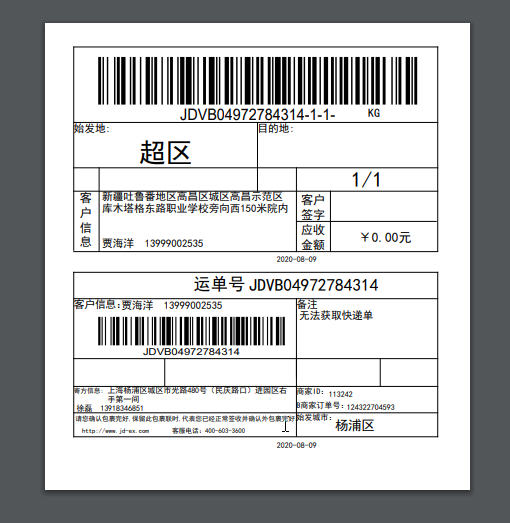 JDVB04972784314-1-1- KG
始发地: 目的地:
超区
1/1
客户信息
新疆吐鲁番地区高昌区城区高昌示范区
库木塔格东路职业学校旁向西150米院内
贾海洋 13999002535
客户签字
应收金额
￥0.00元
2020-08-09
运单号 JDVB04972784314
客户信息:贾海洋 13999002535
备注
无法获取快递单
JDVB04972784314
寄方信息: 上海杨浦区城区市光路480号（民庆路口）进园区右
手第一间
徐磊 13918346851
商家ID: 113242
B商家订单号: 124322704593
请您确认包裹完好,保留此包裹联时,代表您已经正常签收并确认外包裹完好
http://www.jd-ex.com 客服电话: 400-603-3600
始发城市:
杨浦区
2020-08-09